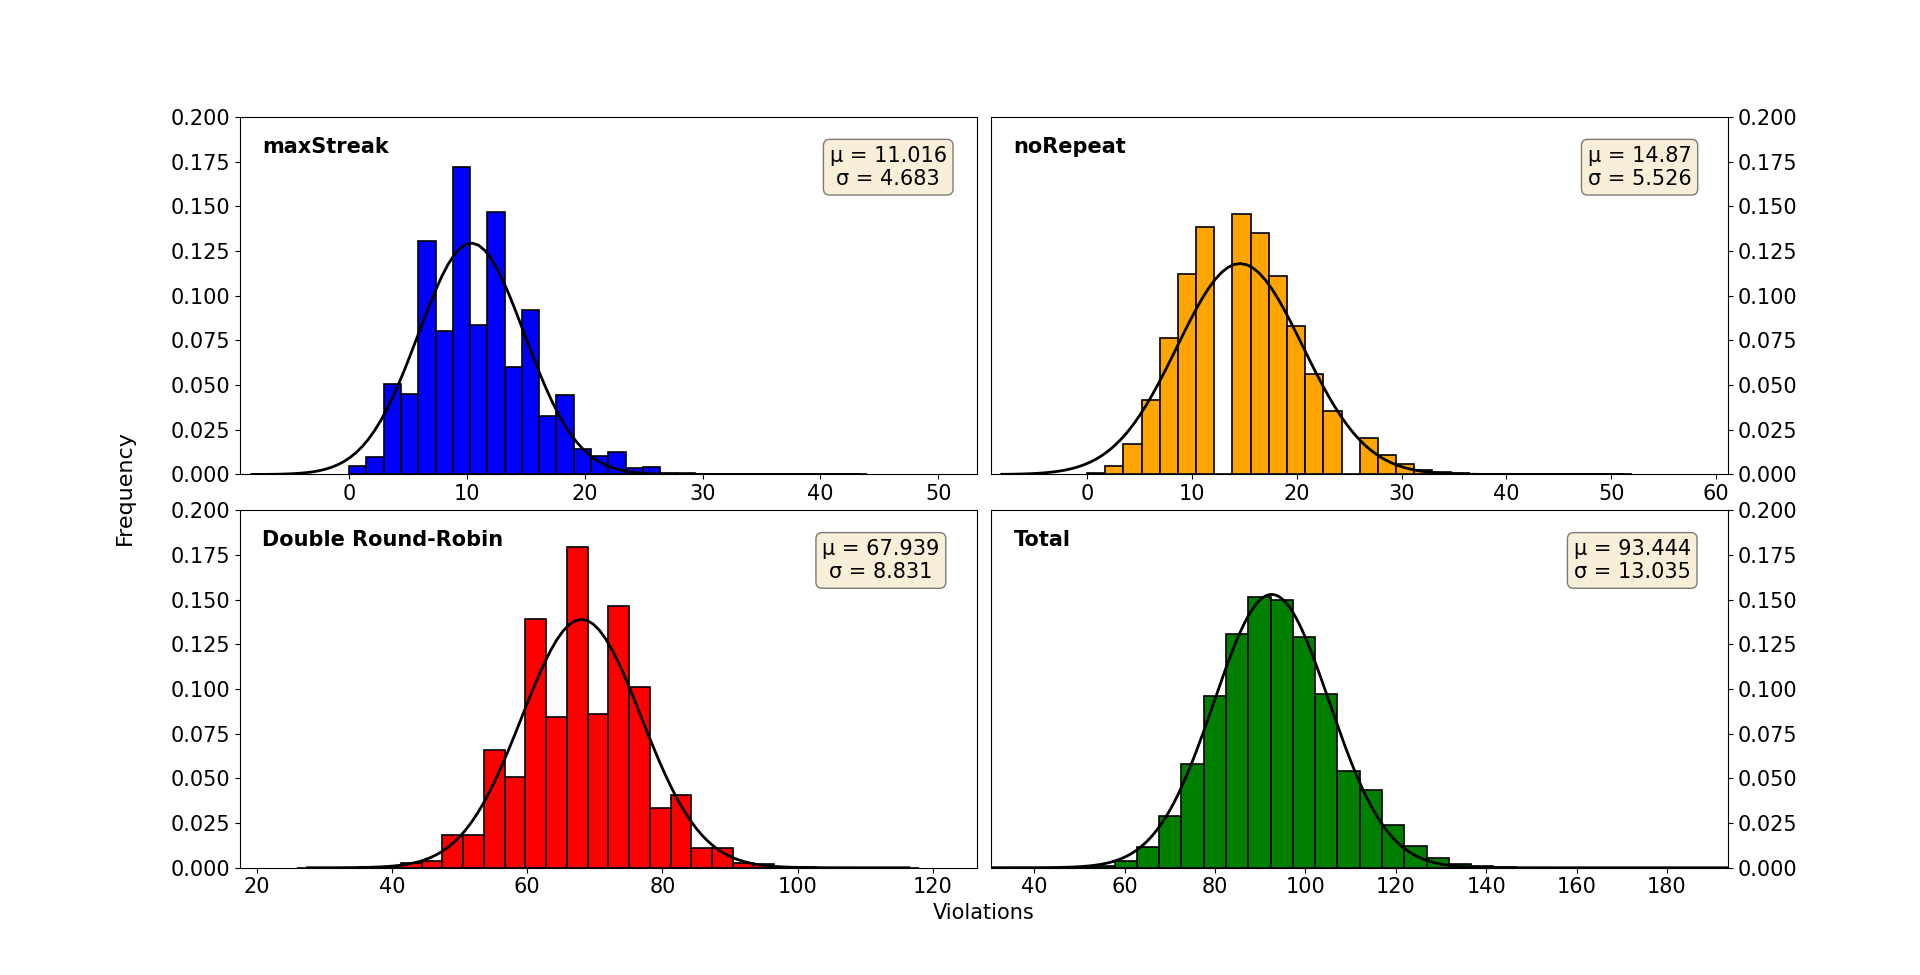 maxStreak
μ = 11.016
σ = 4.683
0.200
0.175
0.150
0.125
0.100
0.075
0.050
0.025
0.000
0 10 20 30 40 50
noRepeat
μ = 14.87
σ = 5.526
0.200
0.175
0.150
0.125
0.100
0.075
0.050
0.025
0.000
0 10 20 30 40 50 60
Frequency
Double Round-Robin
μ = 67.939
σ = 8.831
0.200
0.175
0.150
0.125
0.100
0.075
0.050
0.025
0.000
20 40 60 80 100 120
Total
μ = 93.444
σ = 13.035
0.200
0.175
0.150
0.125
0.100
0.075
0.050
0.025
0.000
40 60 80 100 120 140 160 180
Violations